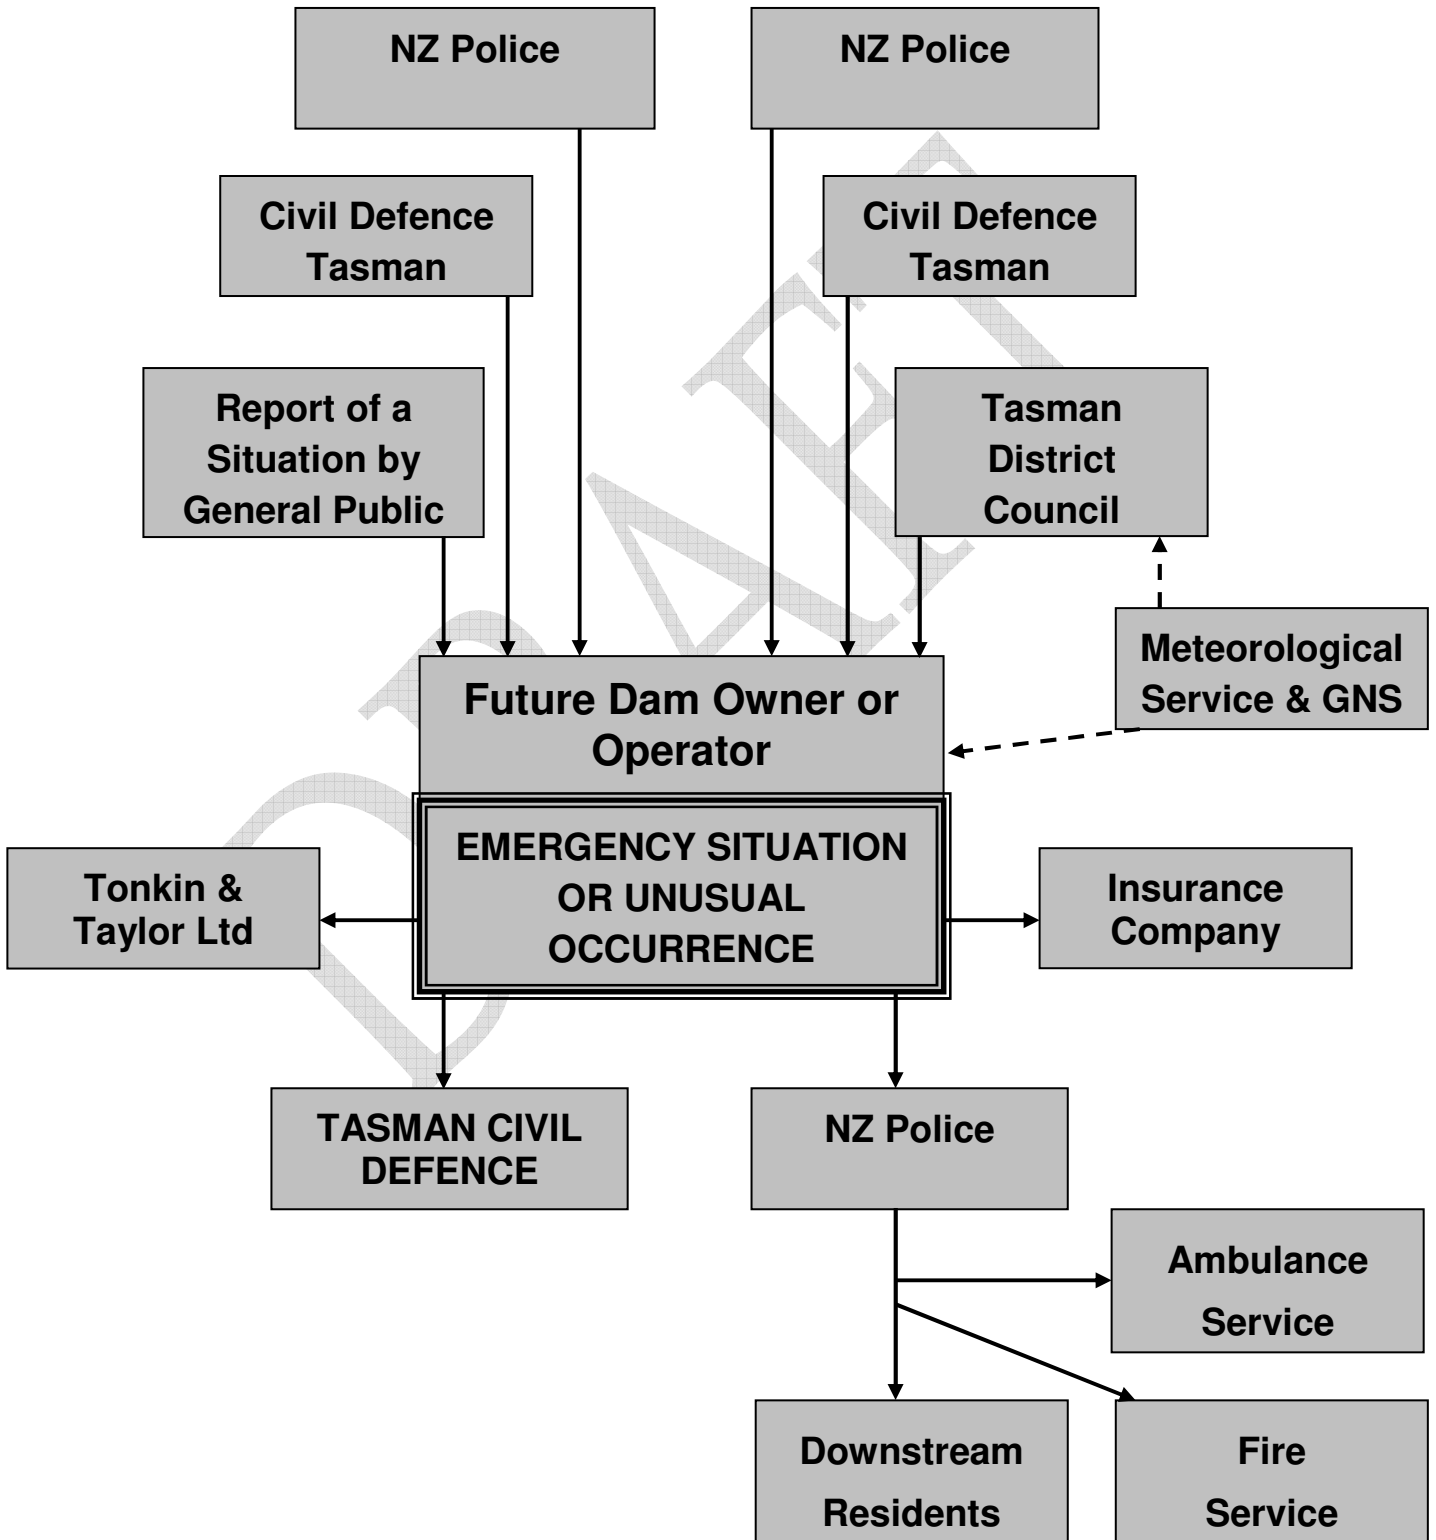 NZ Police
NZ Police
Civil Defence
Tasman
Civil Defence
Tasman
Report of a
Situation by
General Public
Tasman
District
Council
Meteorological
Service & GNS
Future Dam Owner or
Operator
EMERGENCY SITUATION
OR UNUSUAL
OCCURRENCE
Tonkin &
Taylor Ltd
Insurance
Company
TASMAN CIVIL
DEFENCE
NZ Police
Ambulance
Service
Downstream
Residents
Fire
Service
DRAFT